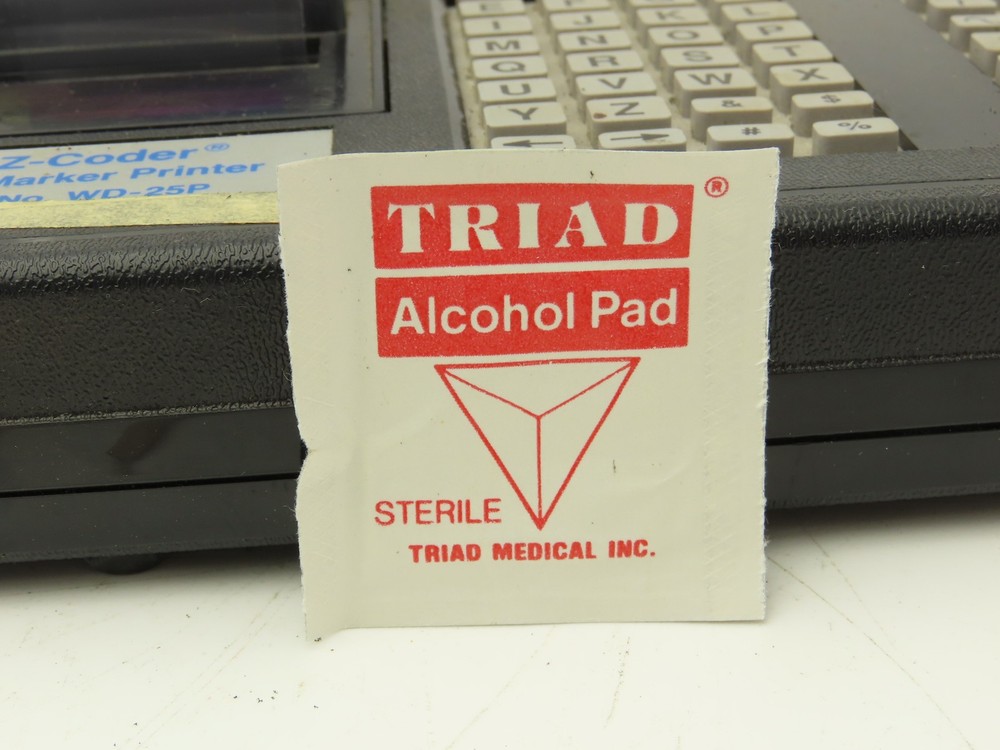 E F K L
I J O P
M N S T
Q R W X
U V & $
Y Z # %
← →
Z-Coder®
Marker Printer
No. WD-25P
TRIAD®
Alcohol Pad
STERILE
TRIAD MEDICAL INC.